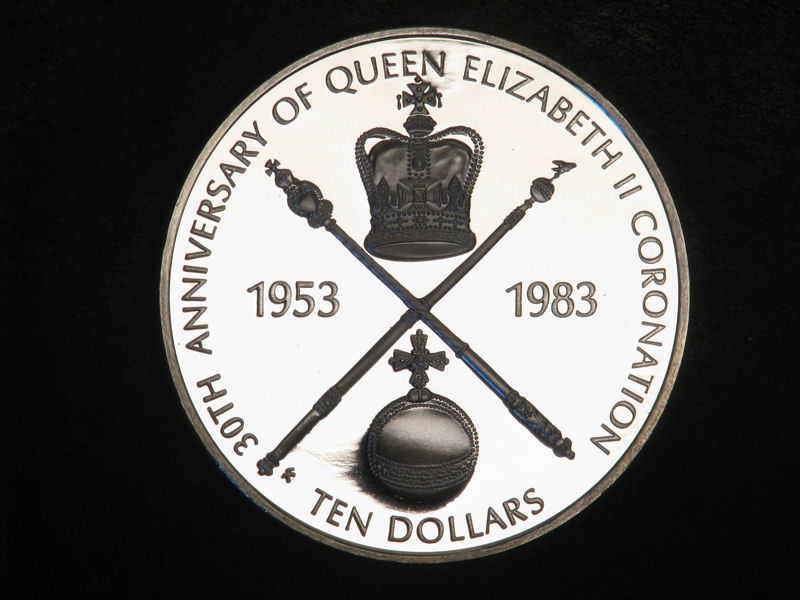 30TH ANNIVERSARY OF QUEEN ELIZABETH II CORONATION
1953
1983
TEN DOLLARS